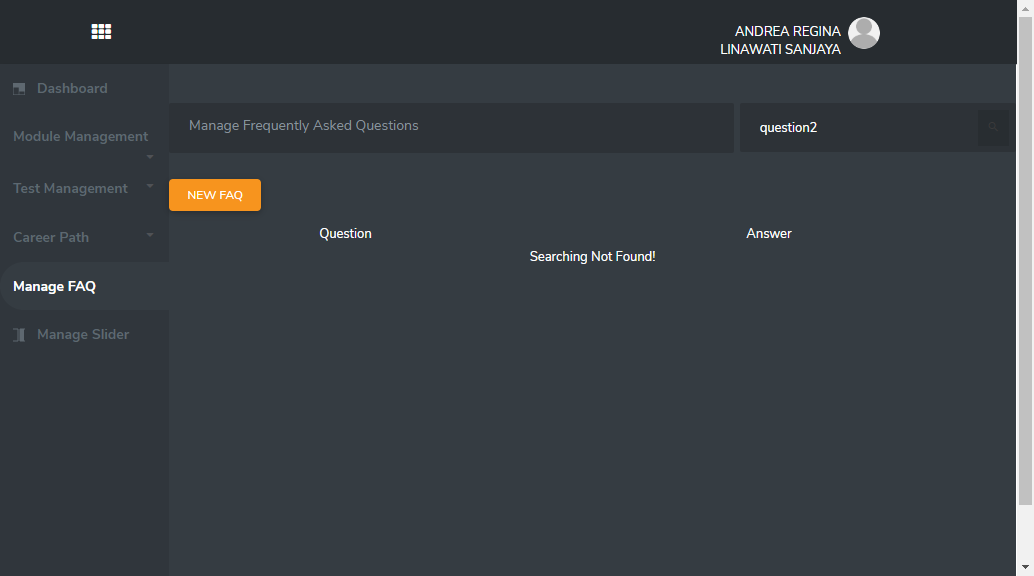 ANDREA REGINA
LINAWATI SANJAYA
Dashboard
Module Management
Test Management
Career Path
Manage FAQ
Manage Slider
Manage Frequently Asked Questions
question2
NEW FAQ
Question Answer
Searching Not Found!